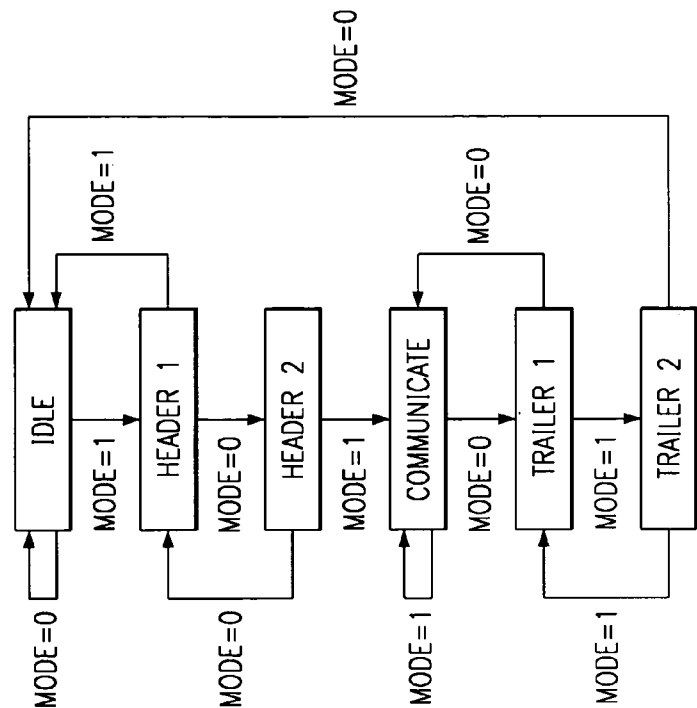 MODE=0
IDLE
MODE=1
MODE=1
HEADER 1
MODE=0
MODE=0
HEADER 2
MODE=1
MODE=0
MODE=1
COMMUNICATE
MODE=0
MODE=0
TRAILER 1
MODE=1
MODE=1
TRAILER 2